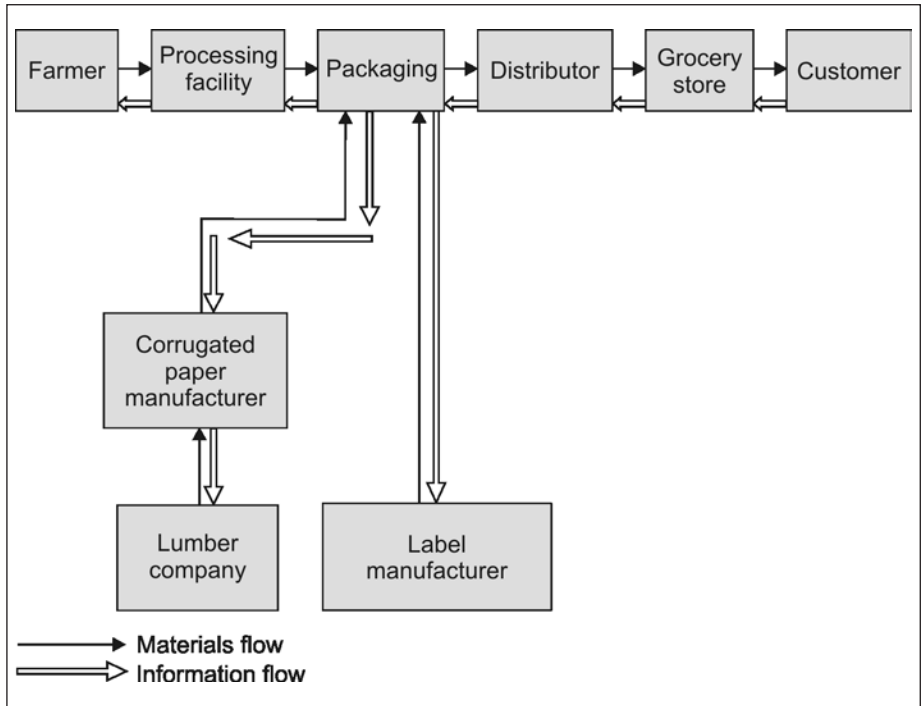 Farmer
Processing
facility
Packaging
Distributor
Grocery
store
Customer
Corrugated
paper
manufacturer
Lumber
company
Label
manufacturer
Materials flow
Information flow